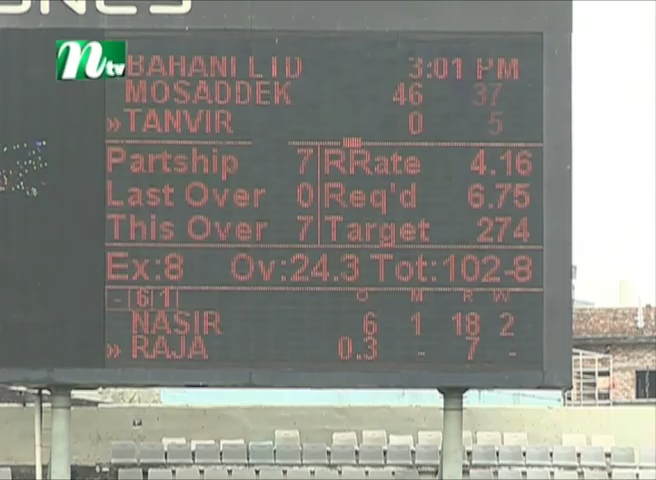 ntv
BAHANI LTD 3:01 PM
MOSADDEK 46 37
» TANVIR 0 5
Partship 7 RRate 4.16
Last Over 0 Req'd 6.75
This Over 7 Target 274
Ex:8 Ov:24.3 Tot:102-8
- 6 1 O M R W
NASIR 6 1 18 2
» RAJA 0.3 - 7 -